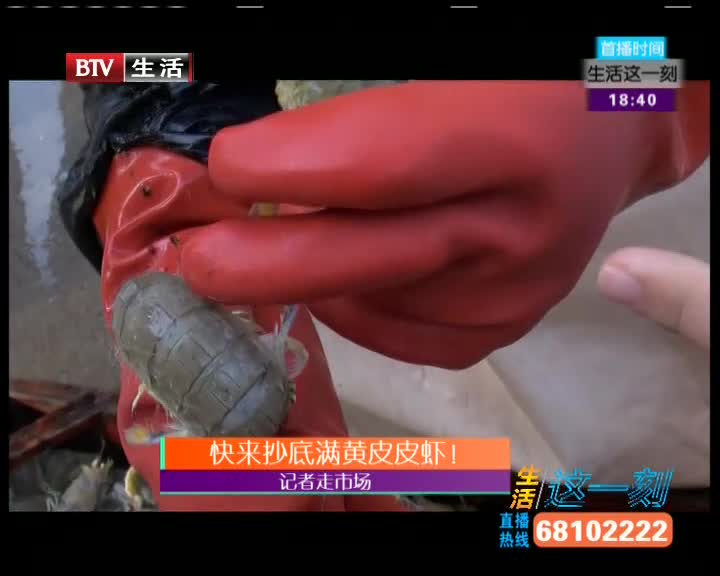 BTV 生活
首播时间
生活这一刻
18:40
快来抄底满黄皮皮虾!
记者走市场
生活 这一刻
直播热线 68102222